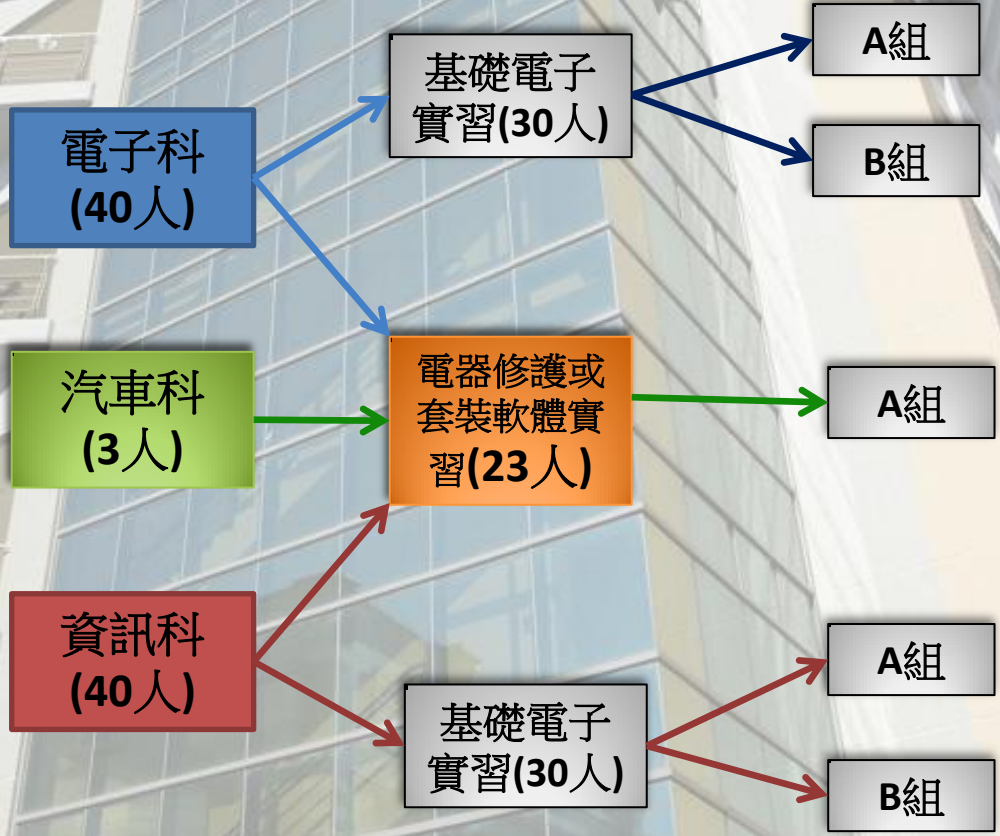 電子科
(40人)
基礎電子
實習(30人)
A組
B組
汽車科
(3人)
電器修護或
套裝軟體實
習(23人)
A組
資訊科
(40人)
基礎電子
實習(30人)
A組
B組